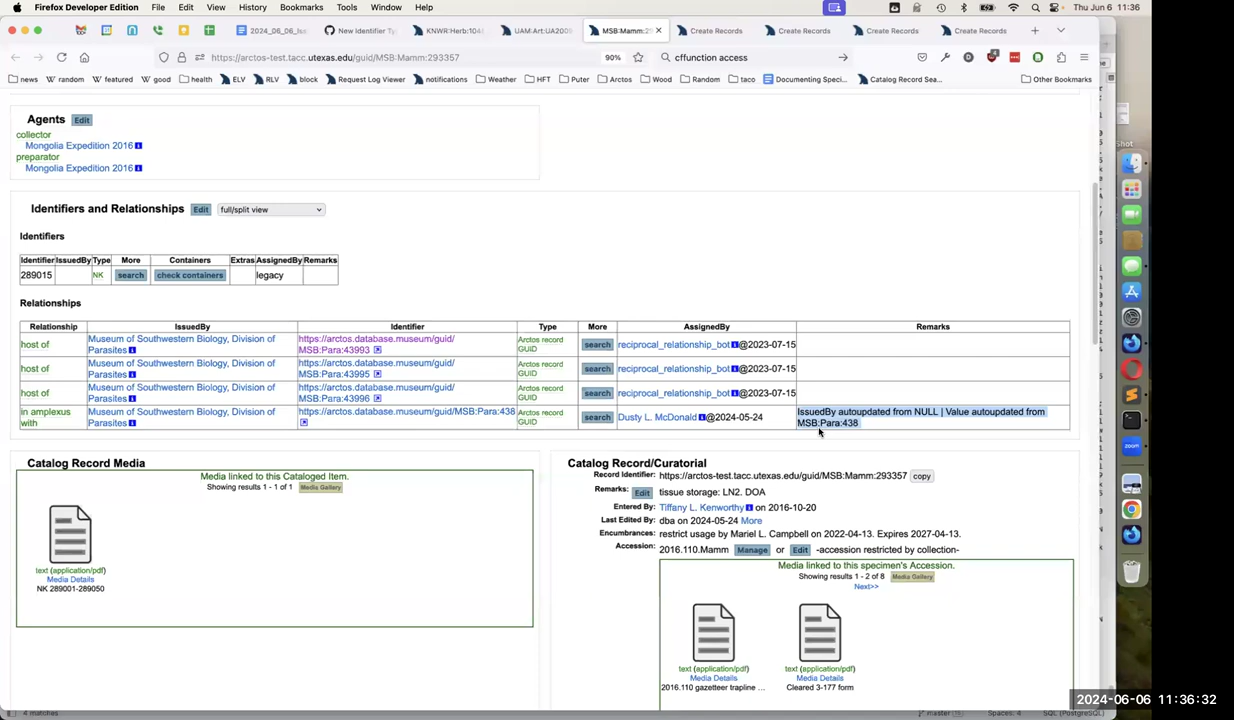 Firefox Developer Edition File Edit View History Bookmarks Tools Window Help Thu Jun 6 11:36
2024_06_06_Iss New Identifier Ty KNWR:Herb:104 UAM:Art:UA200 MSB:Mamm:29 Create Records Create Records Create Records Create Records
https://arctos-test.tacc.utexas.edu/guid/MSB:Mamm:293357 90% cffunction access
news random featured good health ELV RLV block Request Log Viewer notifications Weather HFT Puter Arctos Wood Random taco Documenting Speci... Catalog Record Sea... Other Bookmarks
Agents Edit
collector
Mongolia Expedition 2016
preparator
Mongolia Expedition 2016
Identifiers and Relationships Edit full/split view
Identifiers
Identifier IssuedBy Type More Containers Extras AssignedBy Remarks
289015 NK search check containers legacy
Relationships
Relationship IssuedBy Identifier Type More AssignedBy Remarks
host of Museum of Southwestern Biology, Division of Parasites https://arctos.database.museum/guid/MSB:Para:43993 Arctos record GUID search reciprocal_relationship_bot@2023-07-15
host of Museum of Southwestern Biology, Division of Parasites https://arctos.database.museum/guid/MSB:Para:43995 Arctos record GUID search reciprocal_relationship_bot@2023-07-15
host of Museum of Southwestern Biology, Division of Parasites https://arctos.database.museum/guid/MSB:Para:43996 Arctos record GUID search reciprocal_relationship_bot@2023-07-15
in amplexus with Museum of Southwestern Biology, Division of Parasites https://arctos.database.museum/guid/MSB:Para:438 Arctos record GUID search Dusty L. McDonald@2024-05-24 IssuedBy autoupdated from NULL | Value autoupdated from MSB:Para:438
Catalog Record Media
Media linked to this Cataloged Item.
Showing results 1 - 1 of 1 Media Gallery
text (application/pdf)
Media Details
NK 289001-289050
Catalog Record/Curatorial
Record Identifier: https://arctos-test.tacc.utexas.edu/guid/MSB:Mamm:293357 copy
Remarks: Edit tissue storage: LN2. DOA
Entered By: Tiffany L. Kenworthy on 2016-10-20
Last Edited By: dba on 2024-05-24 More
Encumbrances: restrict usage by Mariel L. Campbell on 2022-04-13. Expires 2027-04-13.
Accession: 2016.110.Mamm Manage or Edit -accession restricted by collection-
Media linked to this specimen's Accession.
Showing results 1 - 2 of 8 Media Gallery
Next>>
text (application/pdf) text (application/pdf)
Media Details Media Details
2016.110 gazetteer trapline ... Cleared 3-177 form
Shot
zoom
2024-06-06 11:36:32
4 matches master Spaces: 4 SQL (PostgreSQL)